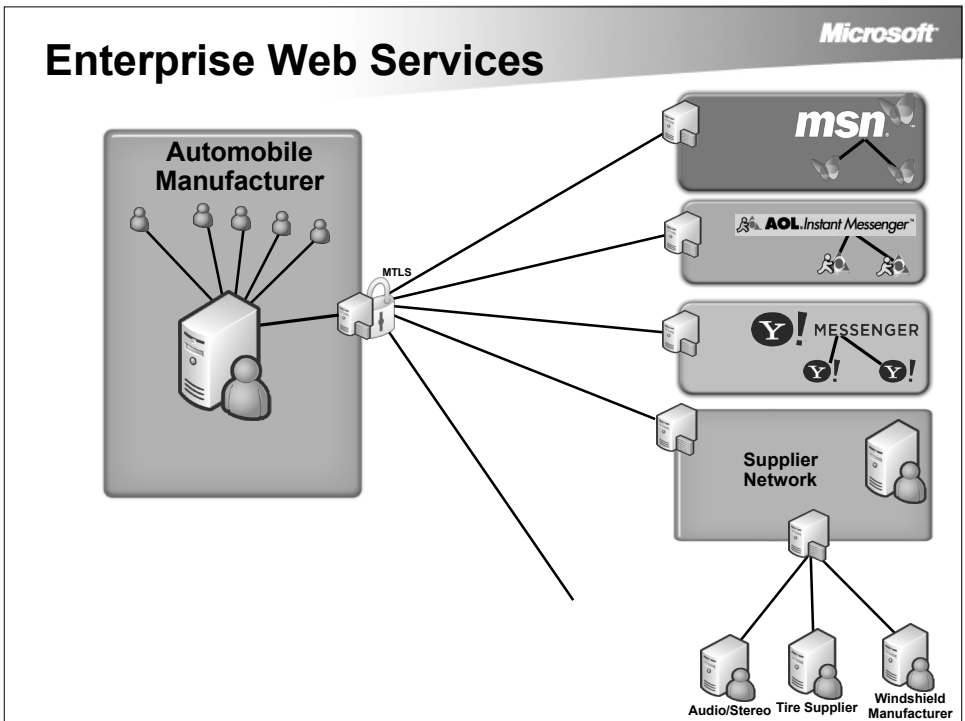 Microsoft
Enterprise Web Services
Automobile
Manufacturer
MTLS
msn
AOL Instant Messenger™
Y! MESSENGER
Y!
Y!
Supplier
Network
Audio/Stereo
Tire Supplier
Windshield
Manufacturer